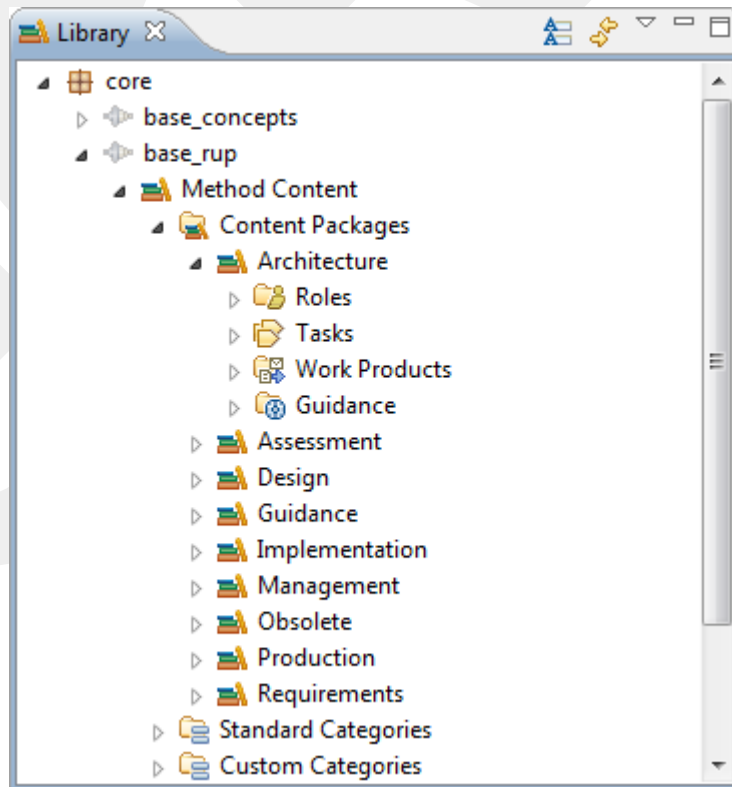 Library
core
base_concepts
base_rup
Method Content
Content Packages
Architecture
Roles
Tasks
Work Products
Guidance
Assessment
Design
Guidance
Implementation
Management
Obsolete
Production
Requirements
Standard Categories
Custom Categories